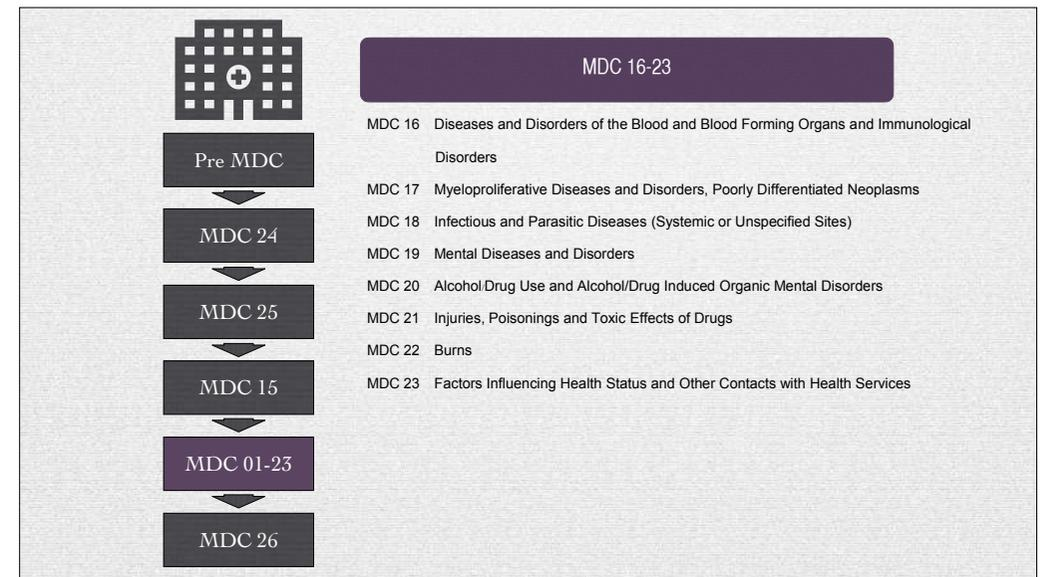 MDC 16-23
MDC 16 Diseases and Disorders of the Blood and Blood Forming Organs and Immunological
Disorders
MDC 17 Myeloproliferative Diseases and Disorders, Poorly Differentiated Neoplasms
MDC 18 Infectious and Parasitic Diseases (Systemic or Unspecified Sites)
MDC 19 Mental Diseases and Disorders
MDC 20 Alcohol/Drug Use and Alcohol/Drug Induced Organic Mental Disorders
MDC 21 Injuries, Poisonings and Toxic Effects of Drugs
MDC 22 Burns
MDC 23 Factors Influencing Health Status and Other Contacts with Health Services
Pre MDC
MDC 24
MDC 25
MDC 15
MDC 01-23
MDC 26